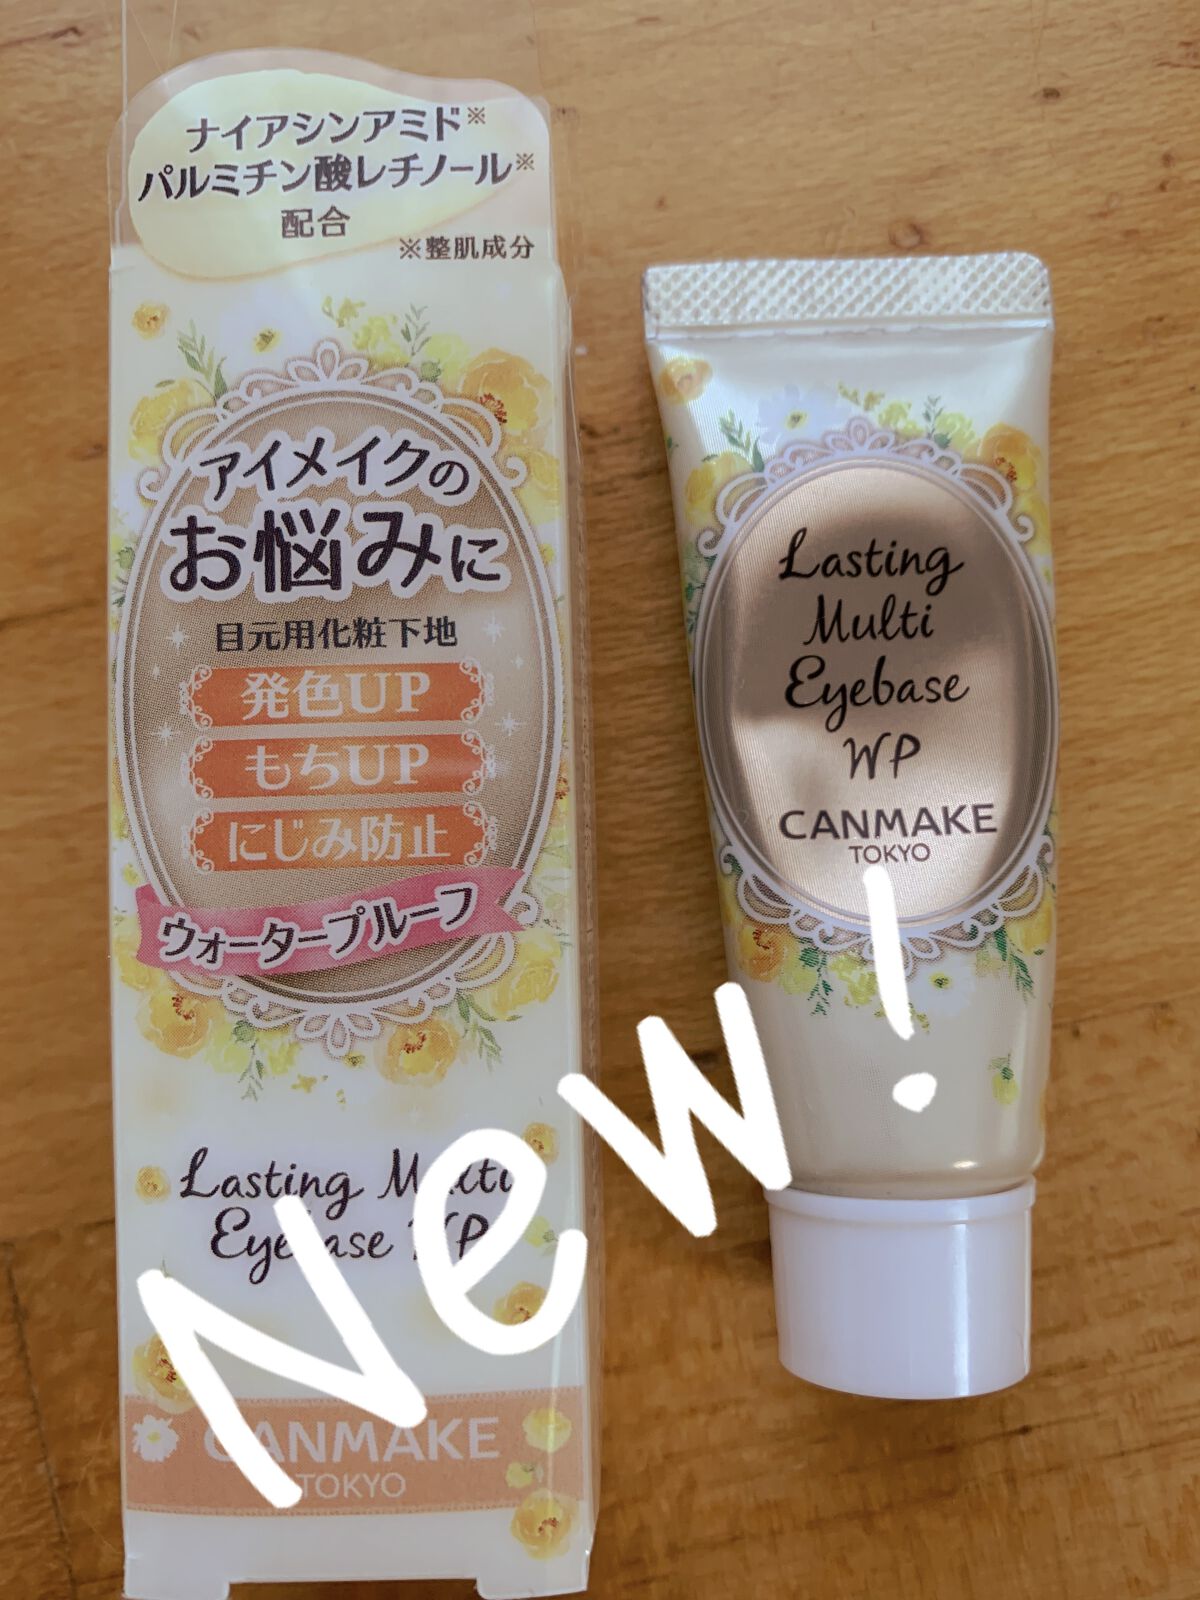 ナイアシンアミド※
パルミチン酸レチノール※
配合
※整肌成分
アイメイクの
お悩みに
目元用化粧下地
発色UP
もちUP
にじみ防止
ウォータープルーフ
Lasting Multi
Eyebase WP
CANMAKE
TOKYO
Lasting
Multi
Eyebase
WP
CANMAKE
TOKYO
New!